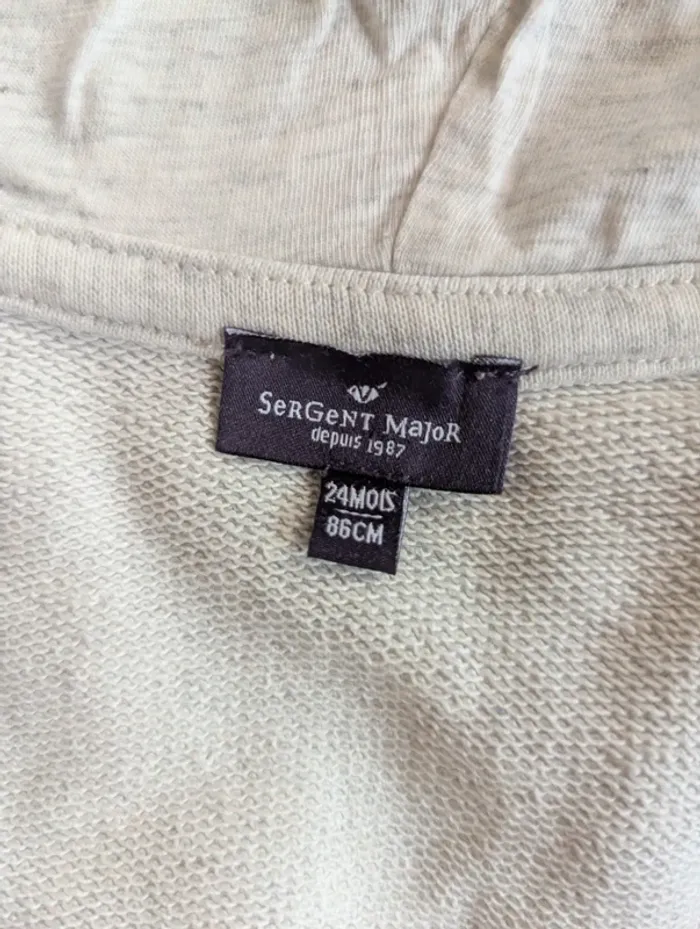 SeRGeNT MaJoR
depuis 1987
24MOIS
86CM